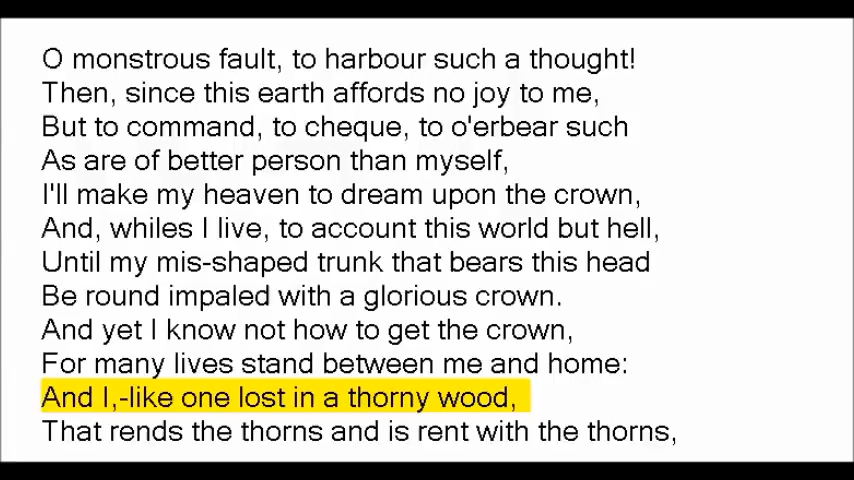 O monstrous fault, to harbour such a thought!
Then, since this earth affords no joy to me,
But to command, to cheque, to o'erbear such
As are of better person than myself,
I'll make my heaven to dream upon the crown,
And, whiles I live, to account this world but hell,
Until my mis-shaped trunk that bears this head
Be round impaled with a glorious crown.
And yet I know not how to get the crown,
For many lives stand between me and home:
And I,-like one lost in a thorny wood,
That rends the thorns and is rent with the thorns,